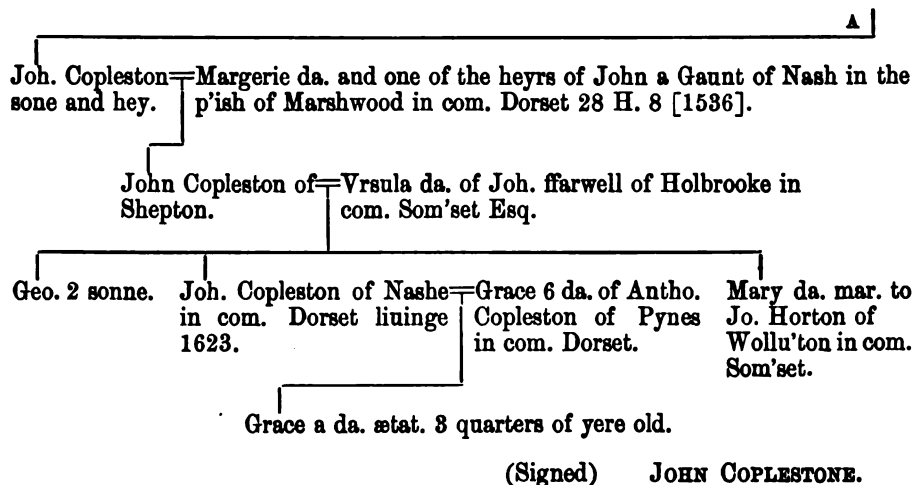 A
Joh. Copleston=Margerie da. and one of the heyrs of John a Gaunt of Nash in the
sone and hey. p'ish of Marshwood in com. Dorset 28 H. 8 [1536].
John Copleston of=Vrsula da. of Joh. ffarwell of Holbrooke in
Shepton. com. Som'set Esq.
Geo. 2 sonne.
Joh. Copleston of Nashe=Grace 6 da. of Antho.
in com. Dorset liuinge Copleston of Pynes
1623. in com. Dorset.
Mary da. mar. to
Jo. Horton of
Wollu'ton in com.
Som'set.
Grace a da. ætat. 3 quarters of yere old.
(Signed) JOHN COPLESTONE.